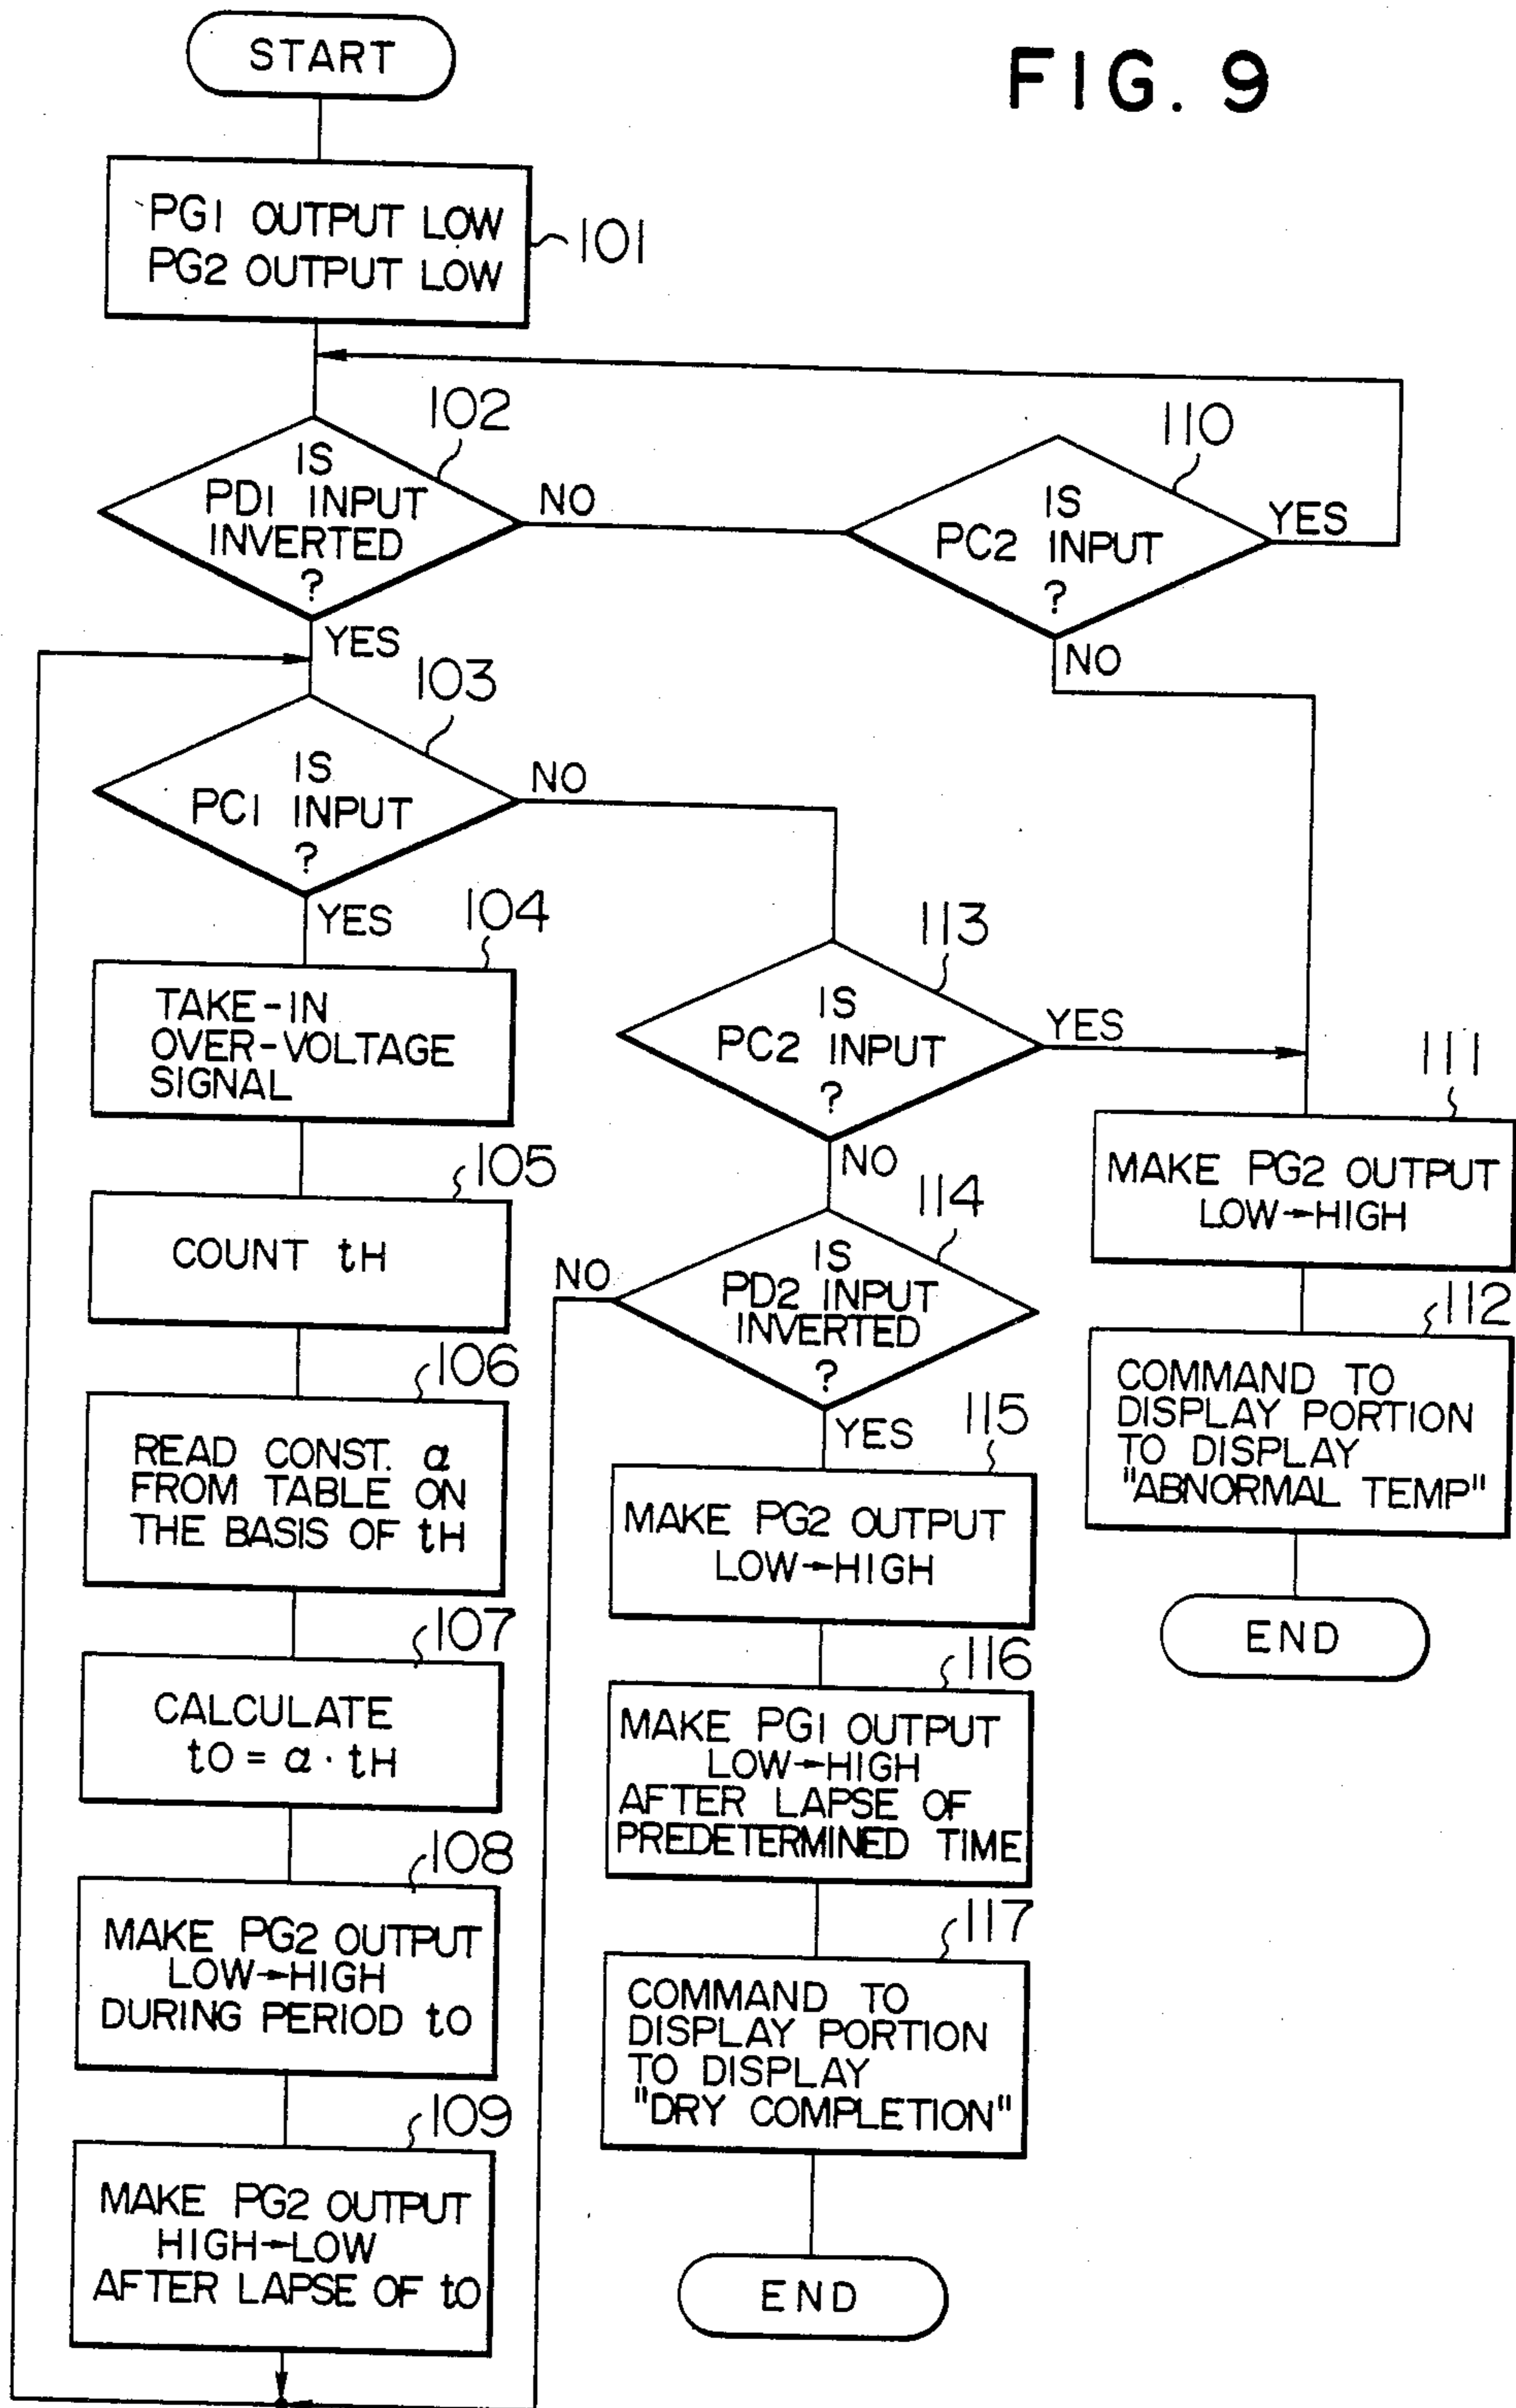 FIG. 9
START
PG1 OUTPUT LOW
PG2 OUTPUT LOW
101
102
IS
PD1 INPUT
INVERTED
?
NO
YES
110
IS
PC2 INPUT
?
YES
NO
103
IS
PC1 INPUT
?
NO
YES
104
TAKE-IN
OVER-VOLTAGE
SIGNAL
105
COUNT tH
106
READ CONST. α
FROM TABLE ON
THE BASIS OF tH
107
CALCULATE
tO = α · tH
108
MAKE PG2 OUTPUT
LOW→HIGH
DURING PERIOD tO
109
MAKE PG2 OUTPUT
HIGH→LOW
AFTER LAPSE OF tO
113
IS
PC2 INPUT
?
YES
NO
114
IS
PD2 INPUT
INVERTED
?
NO
YES
115
MAKE PG2 OUTPUT
LOW→HIGH
116
MAKE PG1 OUTPUT
LOW→HIGH
AFTER LAPSE OF
PREDETERMINED TIME
117
COMMAND TO
DISPLAY PORTION
TO DISPLAY
"DRY COMPLETION"
END
111
MAKE PG2 OUTPUT
LOW→HIGH
112
COMMAND TO
DISPLAY PORTION
TO DISPLAY
"ABNORMAL TEMP"
END